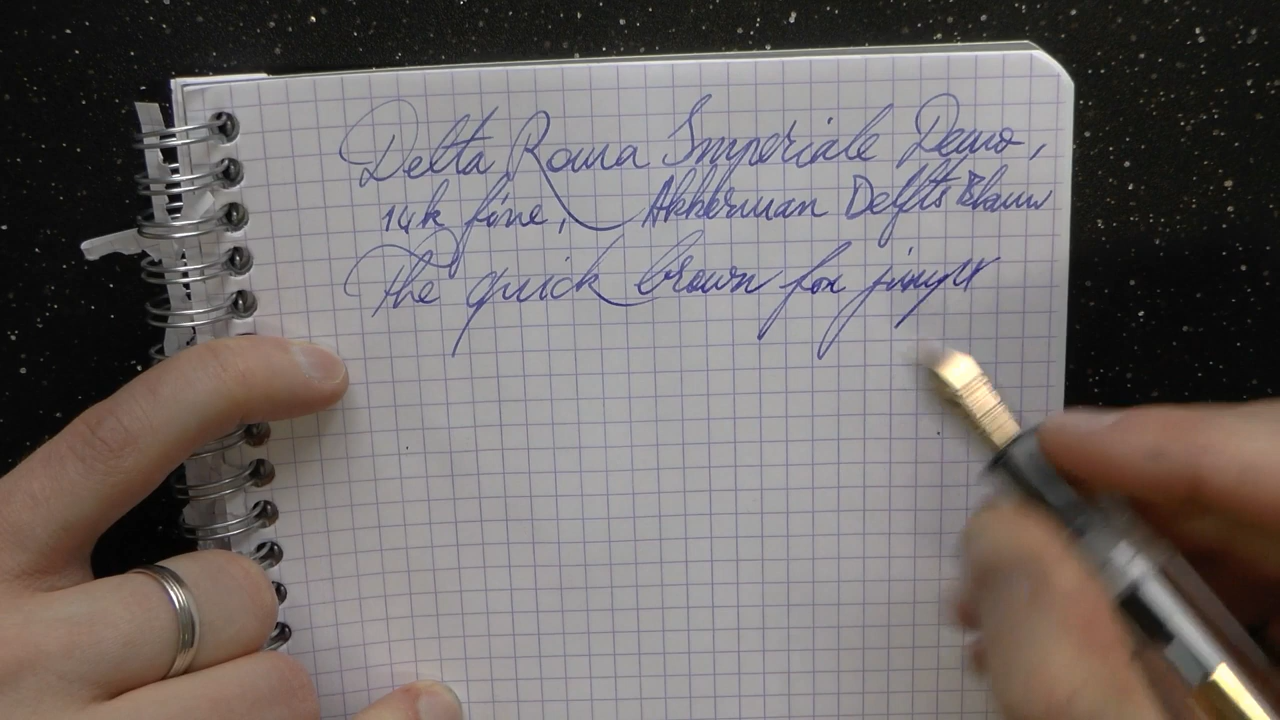 Delta Roma Imperiale Demo,
14k fine, Akkerman Delfts Blauw
The quick brown fox jumps